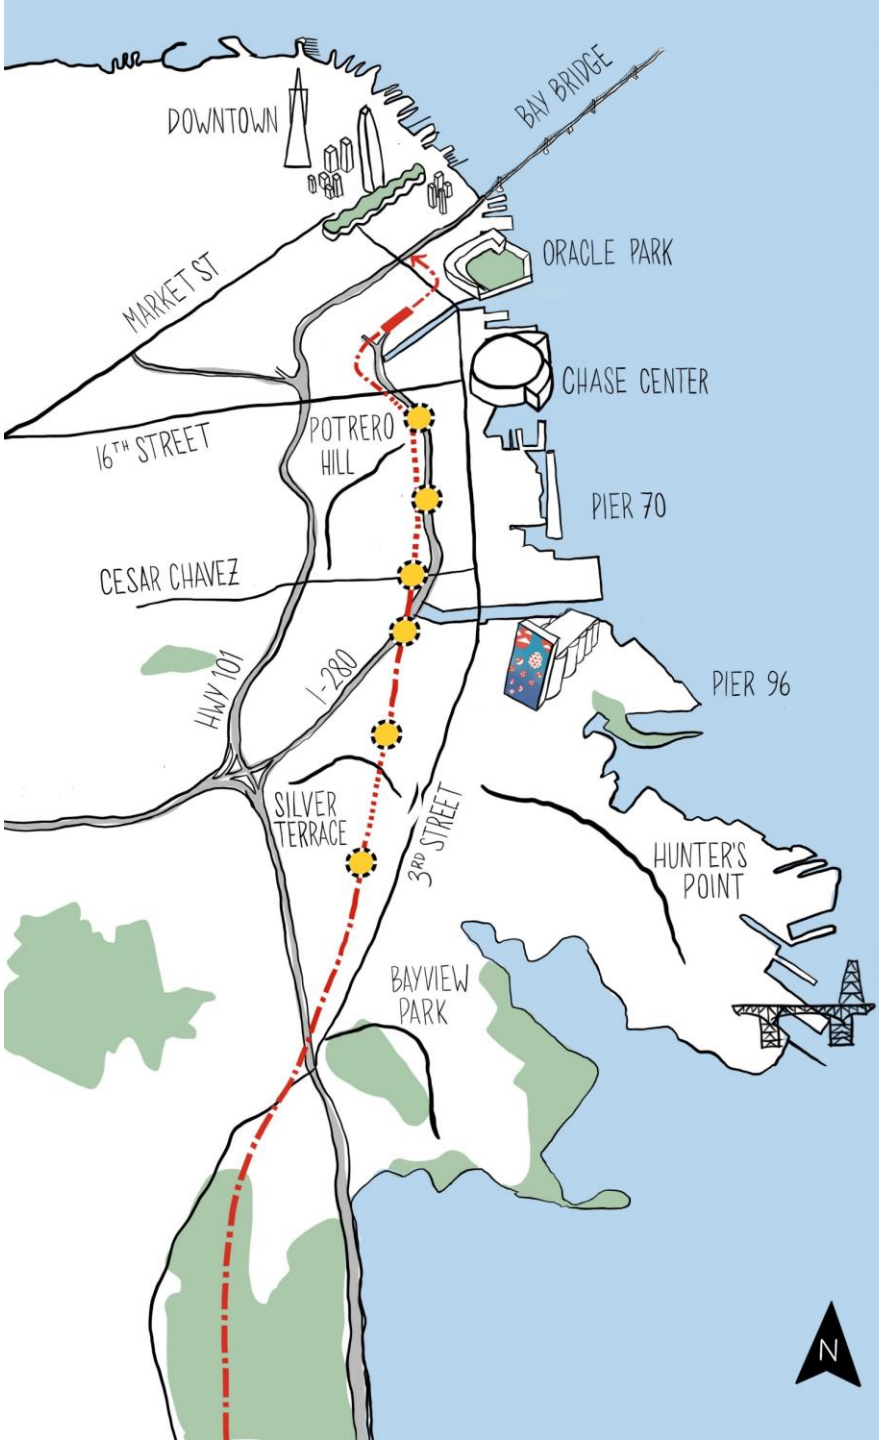 BAY BRIDGE
DOWNTOWN
ORACLE PARK
MARKET ST
CHASE CENTER
16TH STREET
POTRERO
HILL
PIER 70
CESAR CHAVEZ
HWY 101
I-280
PIER 96
SILVER
TERRACE
3RD STREET
HUNTER'S
POINT
BAYVIEW
PARK
N